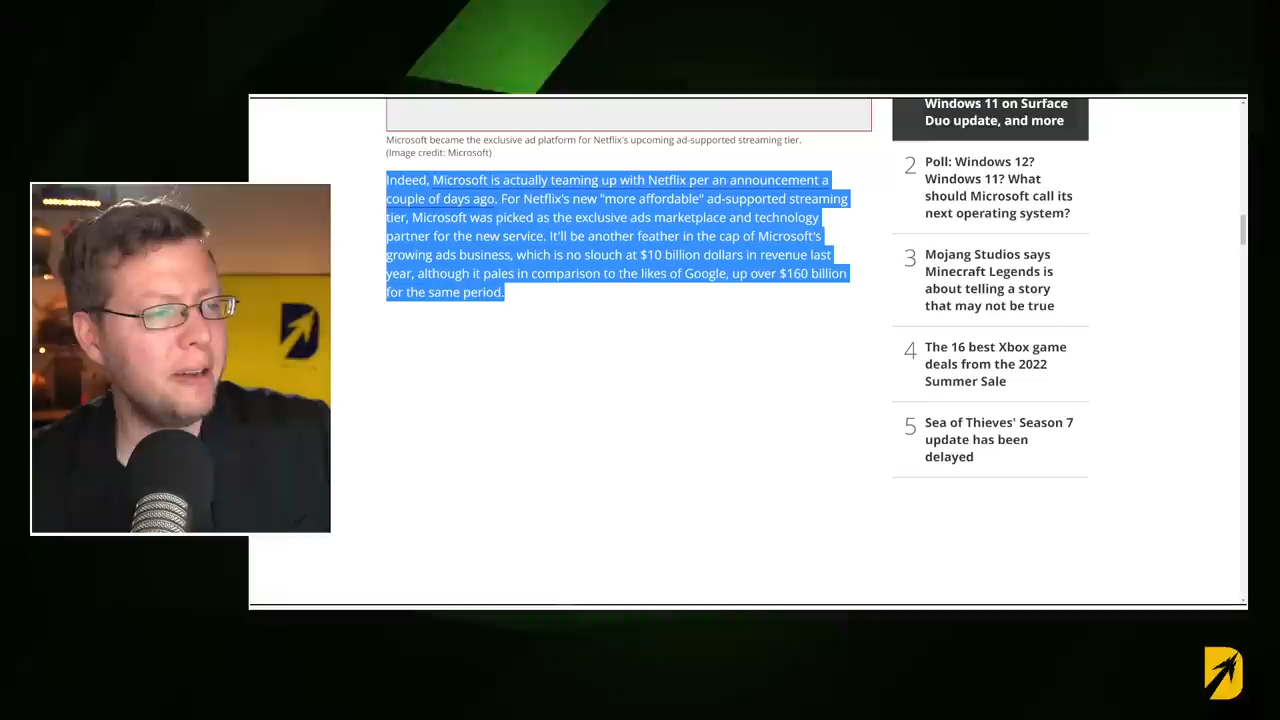 Microsoft became the exclusive ad platform for Netflix's upcoming ad-supported streaming tier.
(Image credit: Microsoft)
Indeed, Microsoft is actually teaming up with Netflix per an announcement a
couple of days ago. For Netflix's new "more affordable" ad-supported streaming
tier, Microsoft was picked as the exclusive ads marketplace and technology
partner for the new service. It'll be another feather in the cap of Microsoft's
growing ads business, which is no slouch at $10 billion dollars in revenue last
year, although it pales in comparison to the likes of Google, up over $160 billion
for the same period.
Windows 11 on Surface
Duo update, and more
2
Poll: Windows 12?
Windows 11? What
should Microsoft call its
next operating system?
3
Mojang Studios says
Minecraft Legends is
about telling a story
that may not be true
4
The 16 best Xbox game
deals from the 2022
Summer Sale
5
Sea of Thieves' Season 7
update has been
delayed